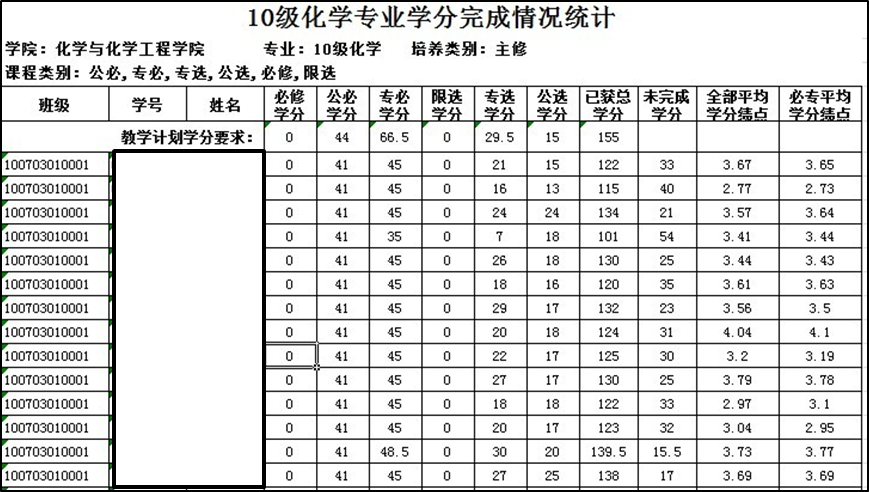 10级化学专业学分完成情况统计
学院：化学与化学工程学院 专业：10级化学 培养类别：主修
课程类别：公必,专必,专选,公选,必修,限选
班级 学号 姓名 必修学分 公必学分 专必学分 限选学分 专选学分 公选学分 已获总学分 未完成学分 全部平均学分绩点 必专平均学分绩点
教学计划学分要求： 0 44 66.5 0 29.5 15 155
100703010001 0 41 45 0 21 15 122 33 3.67 3.65
100703010001 0 41 45 0 16 13 115 40 2.77 2.73
100703010001 0 41 45 0 24 24 134 21 3.57 3.64
100703010001 0 41 35 0 7 18 101 54 3.41 3.44
100703010001 0 41 45 0 26 18 130 25 3.44 3.43
100703010001 0 41 45 0 18 16 120 35 3.61 3.63
100703010001 0 41 45 0 29 17 132 23 3.56 3.5
100703010001 0 41 45 0 20 18 124 31 4.04 4.1
100703010001 0 41 45 0 22 17 125 30 3.2 3.19
100703010001 0 41 45 0 27 17 130 25 3.79 3.78
100703010001 0 41 45 0 18 18 122 33 2.97 3.1
100703010001 0 41 45 0 20 17 123 32 3.04 2.95
100703010001 0 41 48.5 0 30 20 139.5 15.5 3.73 3.77
100703010001 0 41 45 0 27 25 138 17 3.69 3.69